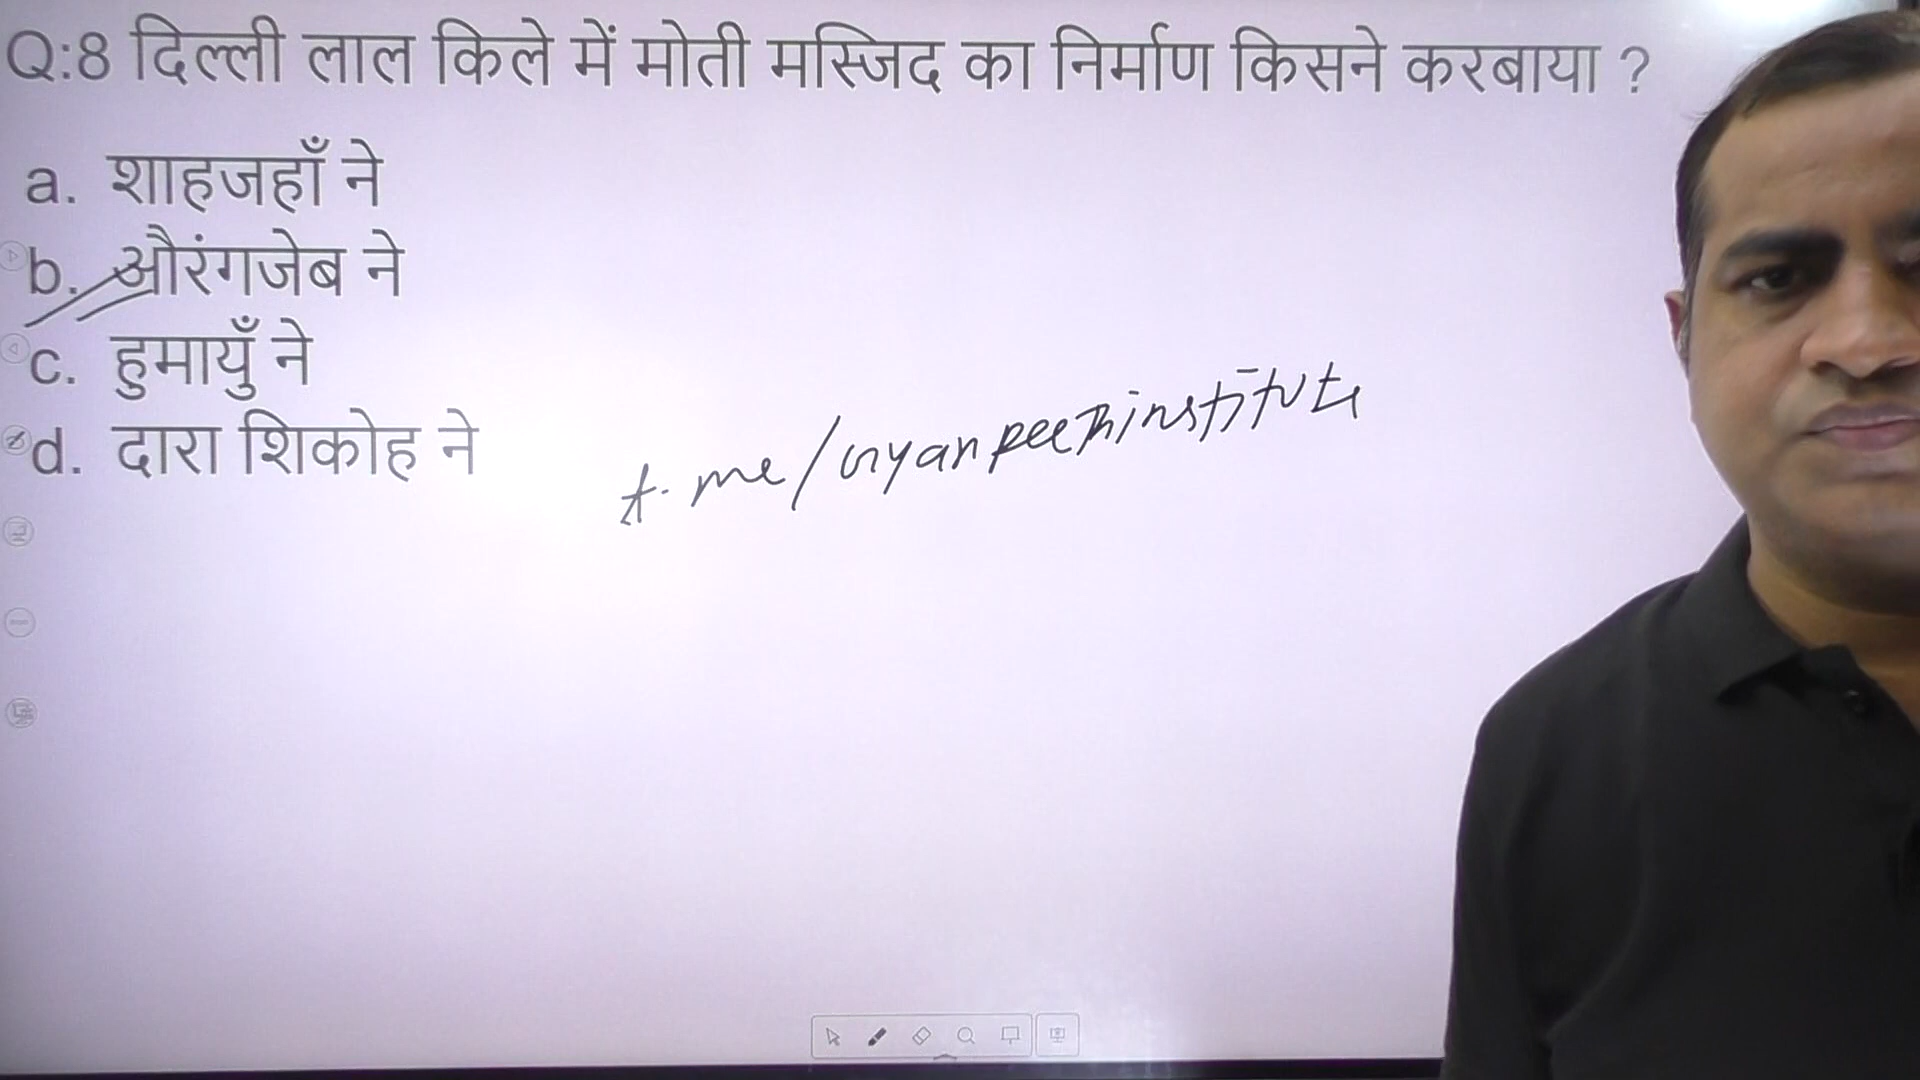 Q:8 दिल्ली लाल किले में मोती मस्जिद का निर्माण किसने करबाया ?
a. शाहजहाँ ने
b. औरंगजेब ने
c. हुमायुँ ने
d. दारा शिकोह ने
t.me/Gyanpeethinstitute